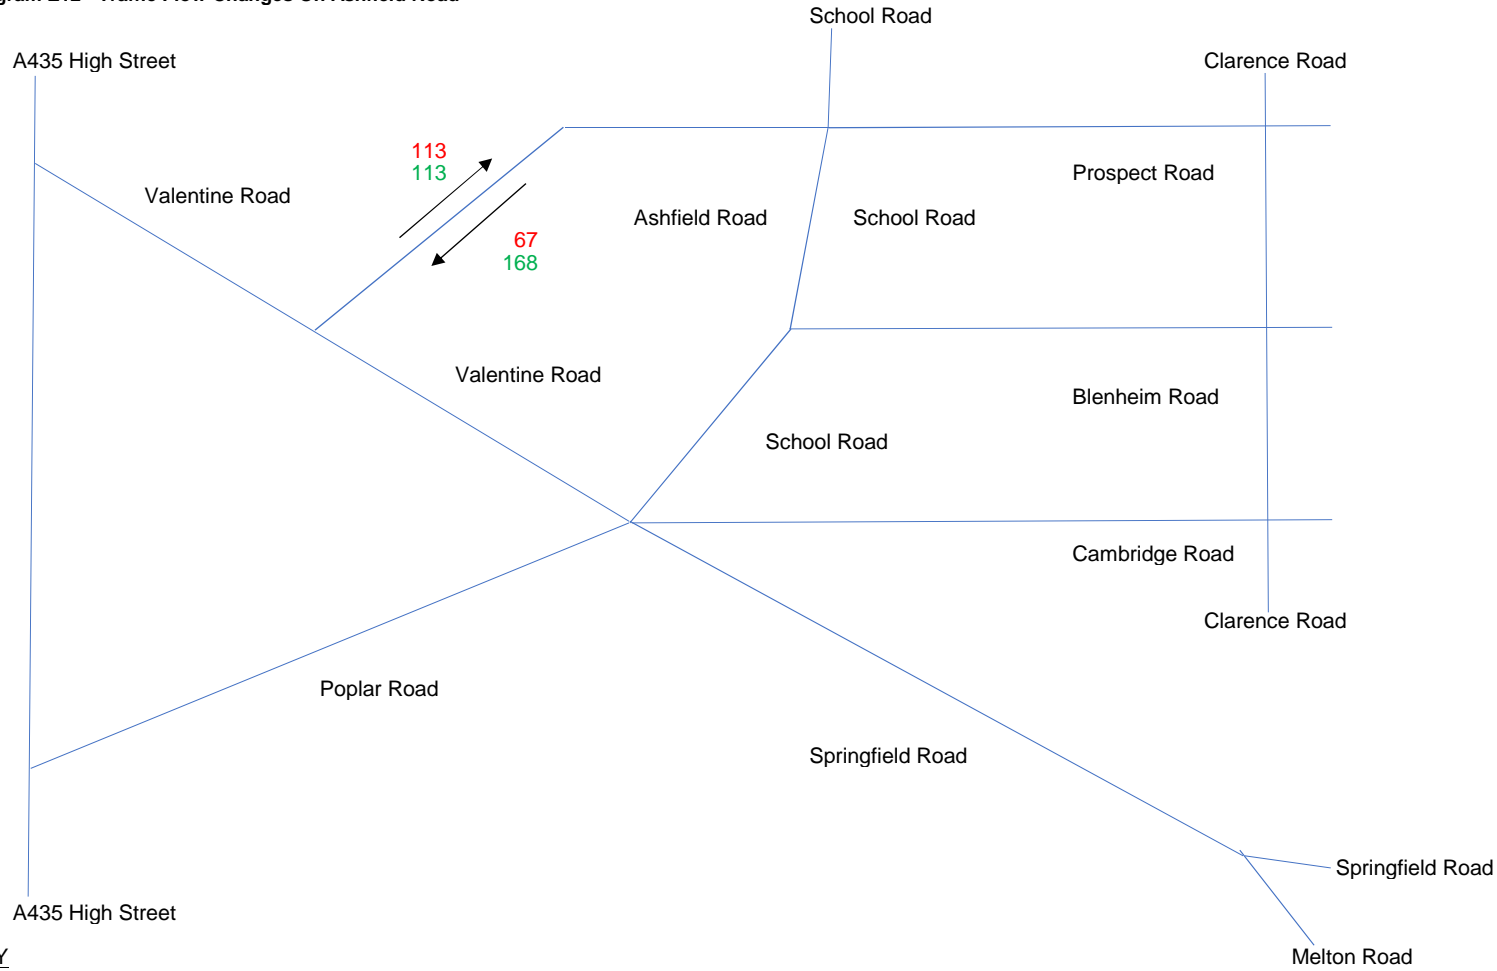 School Road
A435 High Street
Clarence Road
113
113
Prospect Road
Valentine Road
Ashfield Road
School Road
67
168
Valentine Road
Blenheim Road
School Road
Cambridge Road
Clarence Road
Poplar Road
Springfield Road
Springfield Road
A435 High Street
Melton Road